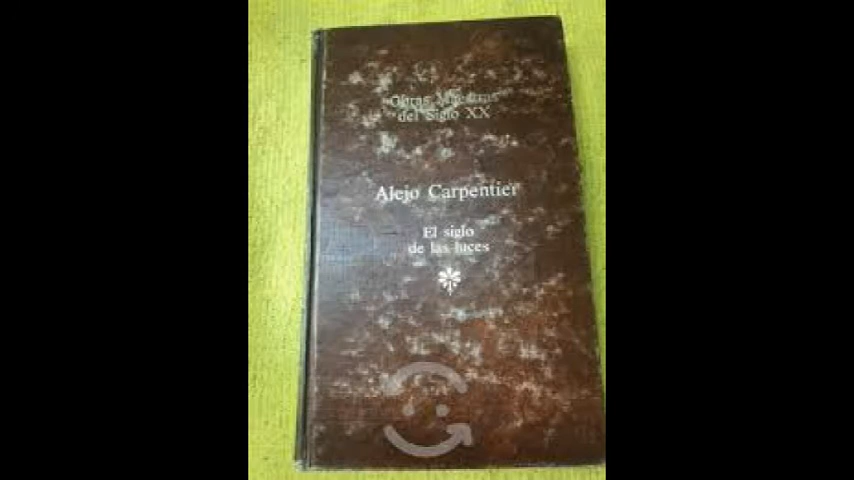 Obras Maestras
del Siglo XX
Alejo Carpentier
El siglo
de las luces